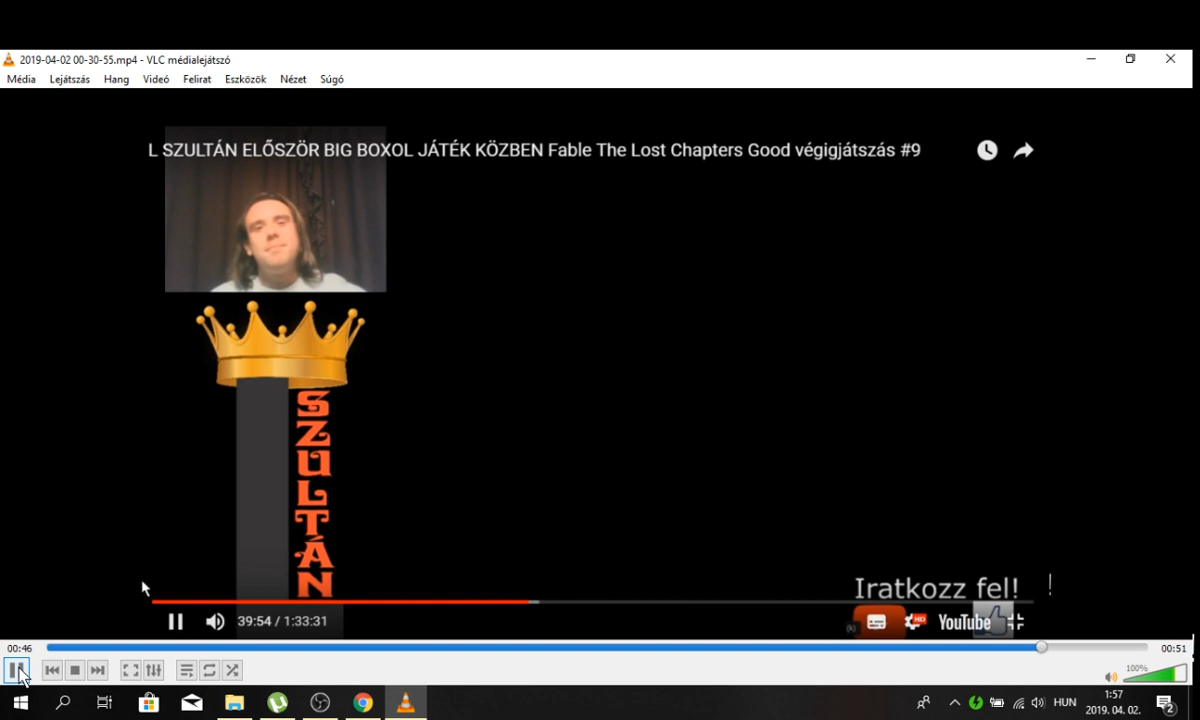 2019-04-02 00-30-55.mp4 - VLC médialejátszó
Média Lejátszás Hang Videó Felirat Eszközök Nézet Súgó
L SZULTÁN ELŐSZÖR BIG BOXOL JÁTÉK KÖZBEN Fable The Lost Chapters Good végigjátszás #9
SZULTÁN
Iratkozz fel! !
39:54 / 1:33:31
HD
YouTube
00:46
00:51
100%
HUN
1:57
2019. 04. 02.
2